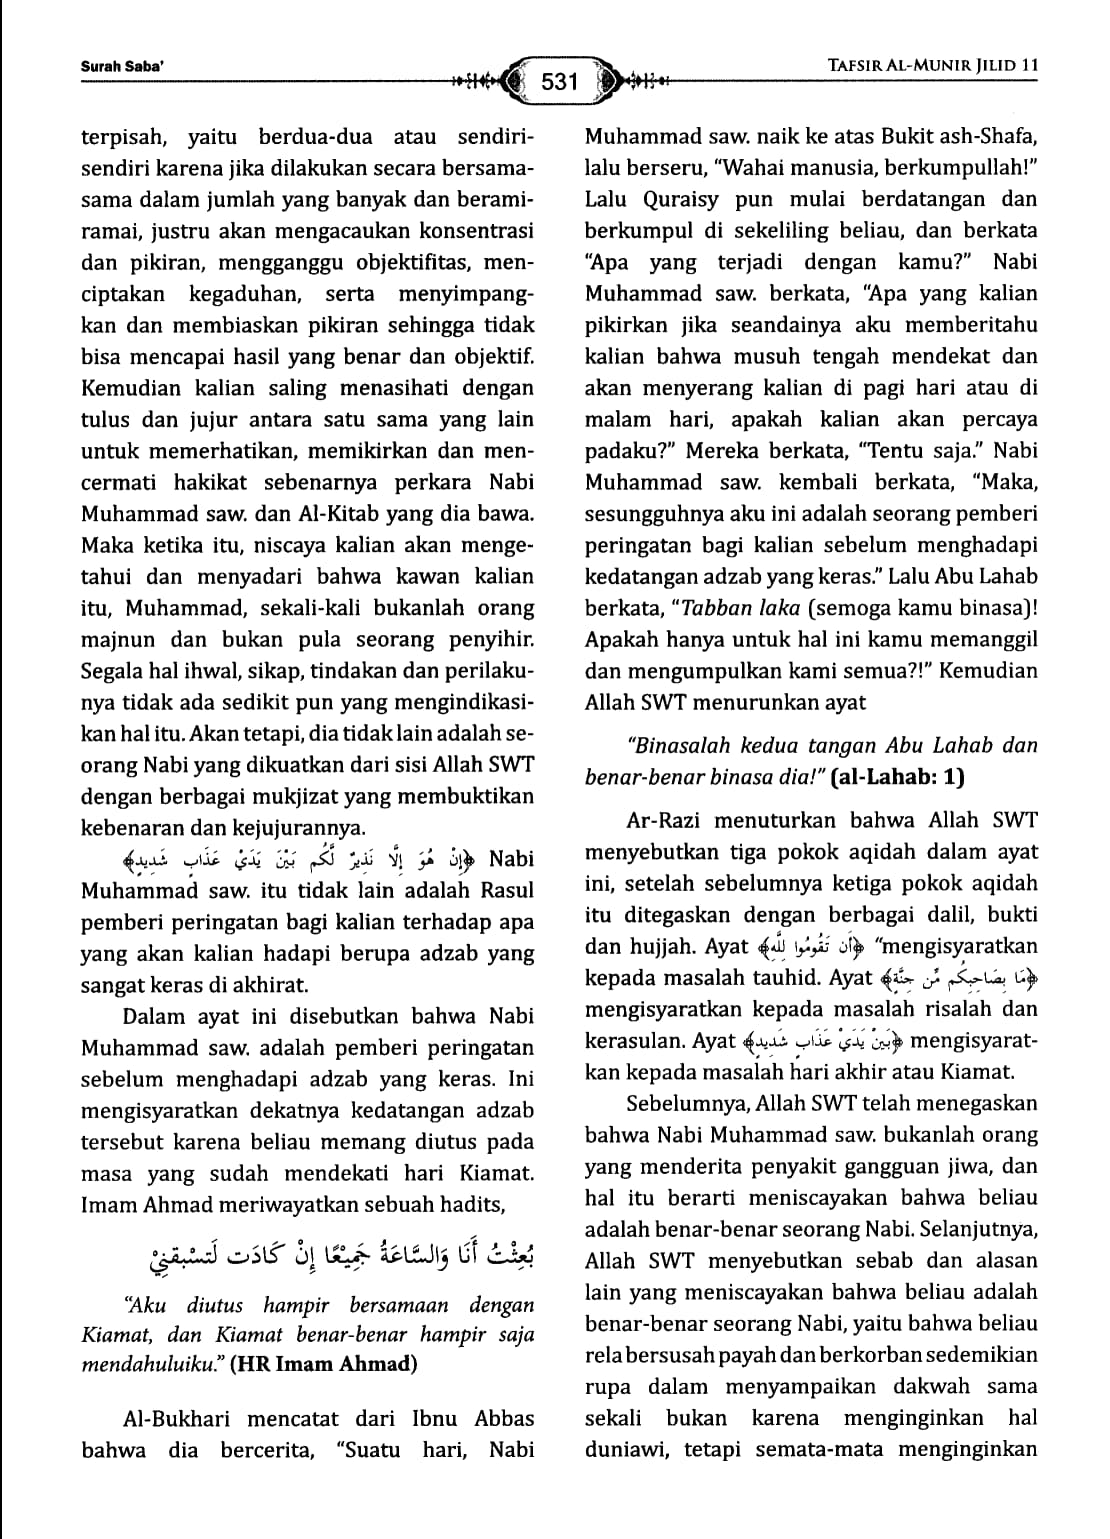 Surah Saba'
531
TAFSIR AL-MUNIR JILID 11
terpisah, yaitu berdua-dua atau sendiri-
sendiri karena jika dilakukan secara bersama-
sama dalam jumlah yang banyak dan berami-
ramai, justru akan mengacaukan konsentrasi
dan pikiran, mengganggu objektifitas, men-
ciptakan kegaduhan, serta menyimpang-
kan dan membiaskan pikiran sehingga tidak
bisa mencapai hasil yang benar dan objektif.
Kemudian kalian saling menasihati dengan
tulus dan jujur antara satu sama yang lain
untuk memerhatikan, memikirkan dan men-
cermati hakikat sebenarnya perkara Nabi
Muhammad saw. dan Al-Kitab yang dia bawa.
Maka ketika itu, niscaya kalian akan menge-
tahui dan menyadari bahwa kawan kalian
itu, Muhammad, sekali-kali bukanlah orang
majnun dan bukan pula seorang penyihir.
Segala hal ihwal, sikap, tindakan dan perilaku-
nya tidak ada sedikit pun yang mengindikasi-
kan hal itu. Akan tetapi, dia tidak lain adalah se-
orang Nabi yang dikuatkan dari sisi Allah SWT
dengan berbagai mukjizat yang membuktikan
kebenaran dan kejujurannya.
﴿إِنْ هُوَ إِلَّا نَذِيرٌ لَّكُم بَيْنَ يَدَيْ عَذَابٍ شَدِيدٍ﴾ Nabi
Muhammad saw. itu tidak lain adalah Rasul
pemberi peringatan bagi kalian terhadap apa
yang akan kalian hadapi berupa adzab yang
sangat keras di akhirat.
Dalam ayat ini disebutkan bahwa Nabi
Muhammad saw. adalah pemberi peringatan
sebelum menghadapi adzab yang keras. Ini
mengisyaratkan dekatnya kedatangan adzab
tersebut karena beliau memang diutus pada
masa yang sudah mendekati hari Kiamat.
Imam Ahmad meriwayatkan sebuah hadits,
بُعِثْتُ أَنَا وَالسَّاعَةُ جَمِيْعًا إِنْ كَادَت لَتَسْبِقنِيْ
“Aku diutus hampir bersamaan dengan
Kiamat, dan Kiamat benar-benar hampir saja
mendahuluiku.” (HR Imam Ahmad)
Al-Bukhari mencatat dari Ibnu Abbas
bahwa dia bercerita, “Suatu hari, Nabi
Muhammad saw. naik ke atas Bukit ash-Shafa,
lalu berseru, “Wahai manusia, berkumpullah!”
Lalu Quraisy pun mulai berdatangan dan
berkumpul di sekeliling beliau, dan berkata
“Apa yang terjadi dengan kamu?” Nabi
Muhammad saw. berkata, “Apa yang kalian
pikirkan jika seandainya aku memberitahu
kalian bahwa musuh tengah mendekat dan
akan menyerang kalian di pagi hari atau di
malam hari, apakah kalian akan percaya
padaku?” Mereka berkata, “Tentu saja.” Nabi
Muhammad saw. kembali berkata, “Maka,
sesungguhnya aku ini adalah seorang pemberi
peringatan bagi kalian sebelum menghadapi
kedatangan adzab yang keras.” Lalu Abu Lahab
berkata, “Tabban laka (semoga kamu binasa)!
Apakah hanya untuk hal ini kamu memanggil
dan mengumpulkan kami semua?!” Kemudian
Allah SWT menurunkan ayat
“Binasalah kedua tangan Abu Lahab dan
benar-benar binasa dia!” (al-Lahab: 1)
Ar-Razi menuturkan bahwa Allah SWT
menyebutkan tiga pokok aqidah dalam ayat
ini, setelah sebelumnya ketiga pokok aqidah
itu ditegaskan dengan berbagai dalil, bukti
dan hujjah. Ayat ﴿أَن تَقُومُوا لِلَّهِ﴾ “mengisyaratkan
kepada masalah tauhid. Ayat ﴿مَا بِصَاحِبِكُم مِّن جِنَّةٍ﴾
mengisyaratkan kepada masalah risalah dan
kerasulan. Ayat ﴿بَيْنَ يَدَيْ عَذَابٍ شَدِيدٍ﴾ mengisyarat-
kan kepada masalah hari akhir atau Kiamat.
Sebelumnya, Allah SWT telah menegaskan
bahwa Nabi Muhammad saw. bukanlah orang
yang menderita penyakit gangguan jiwa, dan
hal itu berarti meniscayakan bahwa beliau
adalah benar-benar seorang Nabi. Selanjutnya,
Allah SWT menyebutkan sebab dan alasan
lain yang meniscayakan bahwa beliau adalah
benar-benar seorang Nabi, yaitu bahwa beliau
rela bersusah payah dan berkorban sedemikian
rupa dalam menyampaikan dakwah sama
sekali bukan karena menginginkan hal
duniawi, tetapi semata-mata menginginkan